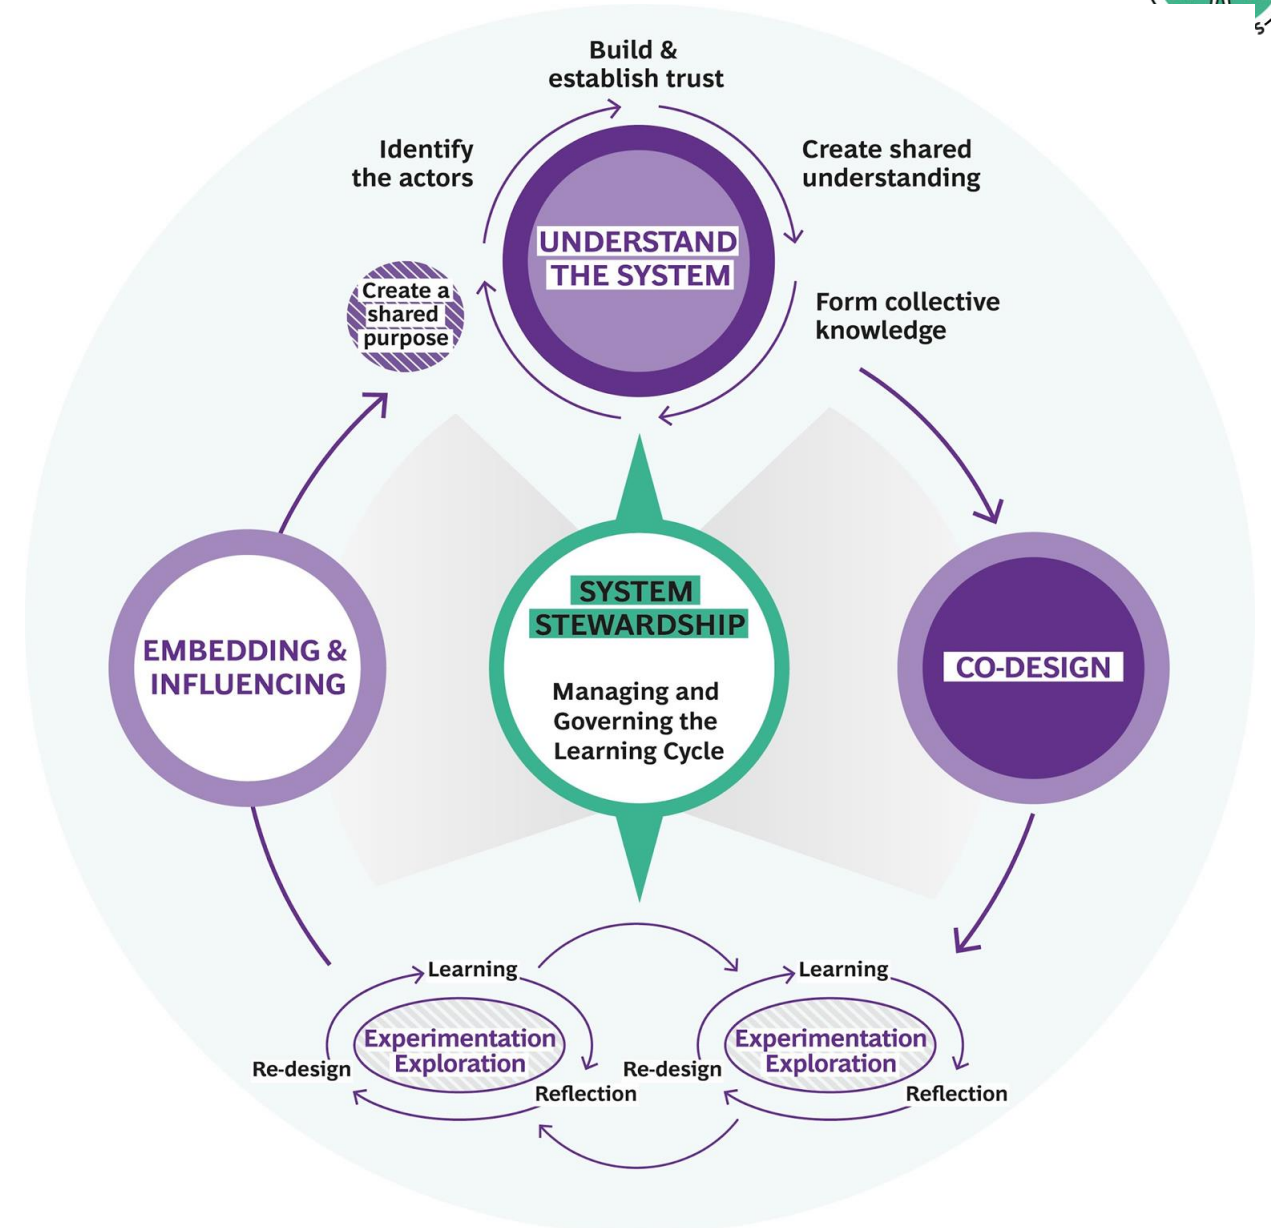 Build &
establish trust
Identify
the actors
Create shared
understanding
UNDERSTAND
THE SYSTEM
Create a
shared
purpose
Form collective
knowledge
SYSTEM
STEWARDSHIP
Managing and
Governing the
Learning Cycle
EMBEDDING &
INFLUENCING
CO-DESIGN
Learning
Experimentation
Exploration
Re-design
Reflection
Learning
Experimentation
Exploration
Re-design
Reflection